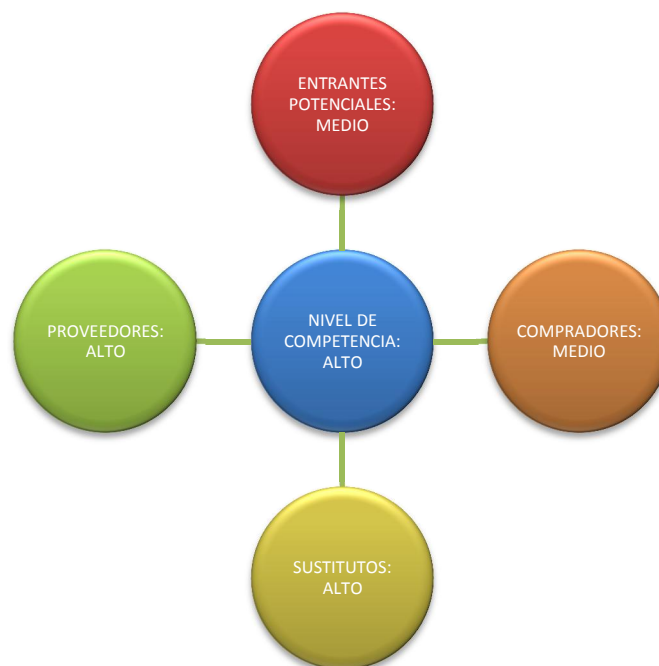 ENTRANTES
POTENCIALES:
MEDIO
PROVEEDORES:
ALTO
NIVEL DE
COMPETENCIA:
ALTO
COMPRADORES:
MEDIO
SUSTITUTOS:
ALTO